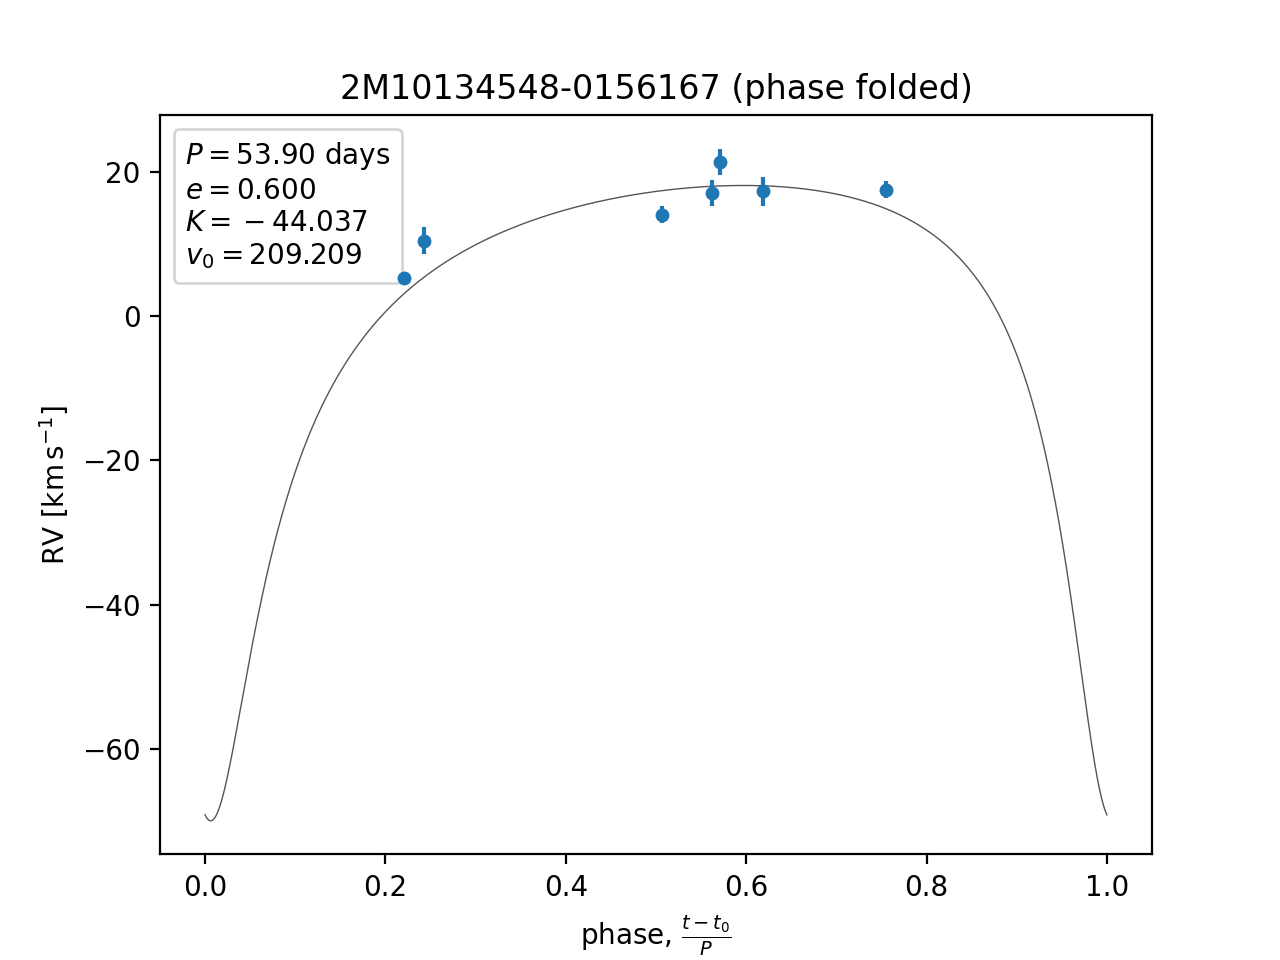 2M10134548-0156167 (phase folded)
P = 53.90 days
e = 0.600
K = − 44.037
v₀ = 209.209
20
0
−20
−40
−60
RV [km s⁻¹]
0.0 0.2 0.4 0.6 0.8 1.0
phase, (t − t₀)/P